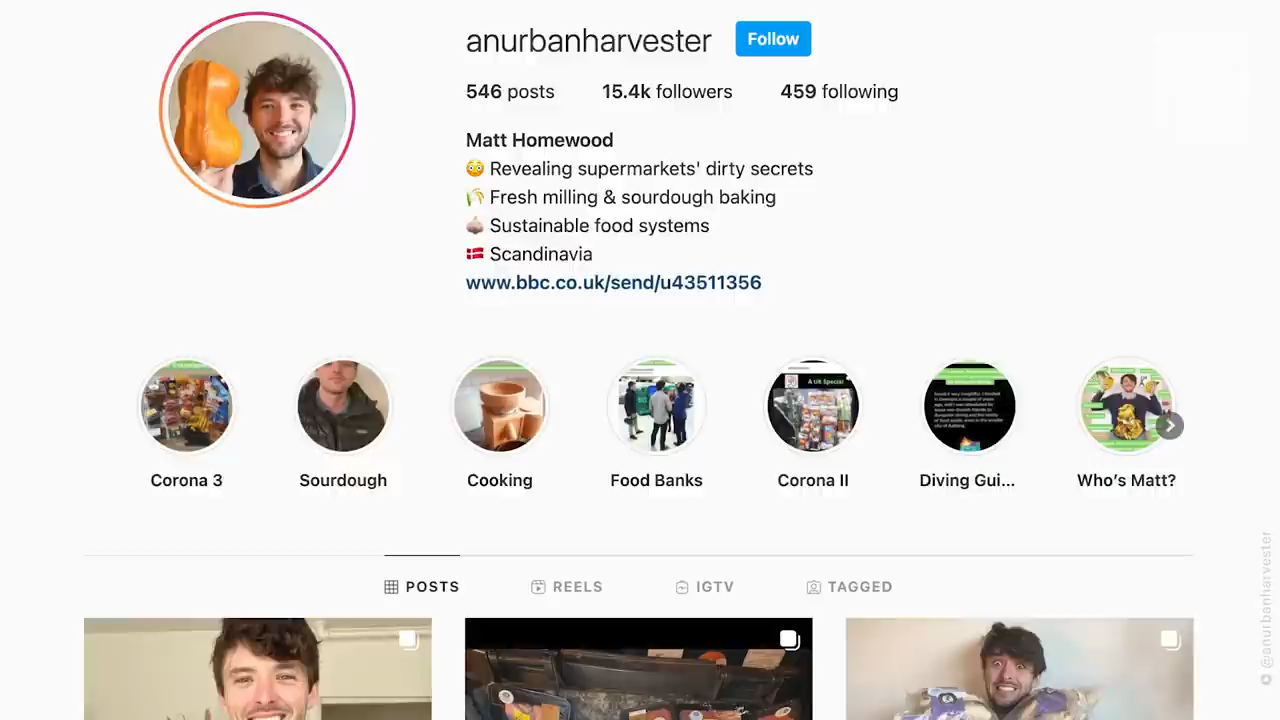 anurbanharvester
Follow
546 posts 15.4k followers 459 following
Matt Homewood
😳 Revealing supermarkets' dirty secrets
🌾 Fresh milling & sourdough baking
🧄 Sustainable food systems
🇩🇰 Scandinavia
www.bbc.co.uk/send/u43511356
A UK Special
Corona 3
Sourdough
Cooking
Food Banks
Corona II
Diving Gui...
Who's Matt?
POSTS
REELS
IGTV
TAGGED
@anurbanharvester